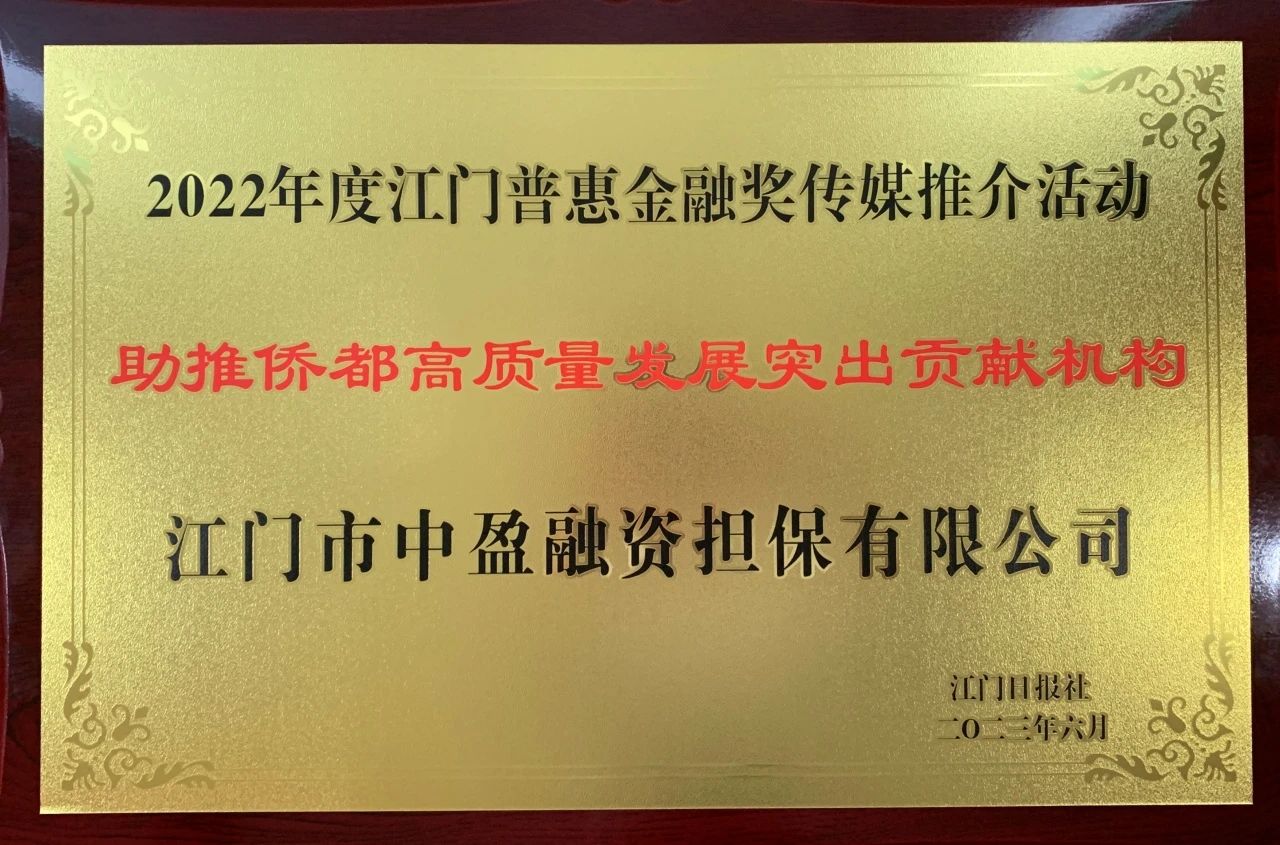 2022年度江门普惠金融奖传媒推介活动
助推侨都高质量发展突出贡献机构
江门市中盈融资担保有限公司
江门日报社
二〇二三年六月